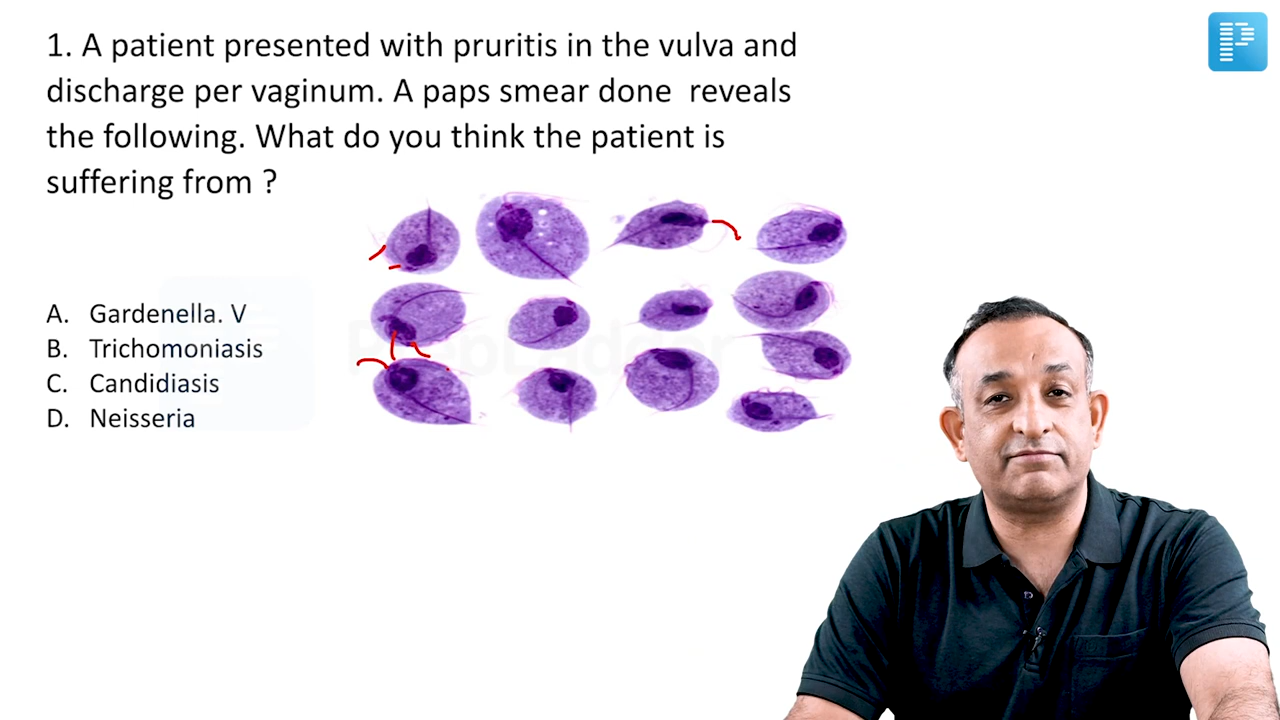 1. A patient presented with pruritis in the vulva and
discharge per vaginum. A paps smear done reveals
the following. What do you think the patient is
suffering from ?
A. Gardenella. V
B. Trichomoniasis
C. Candidiasis
D. Neisseria